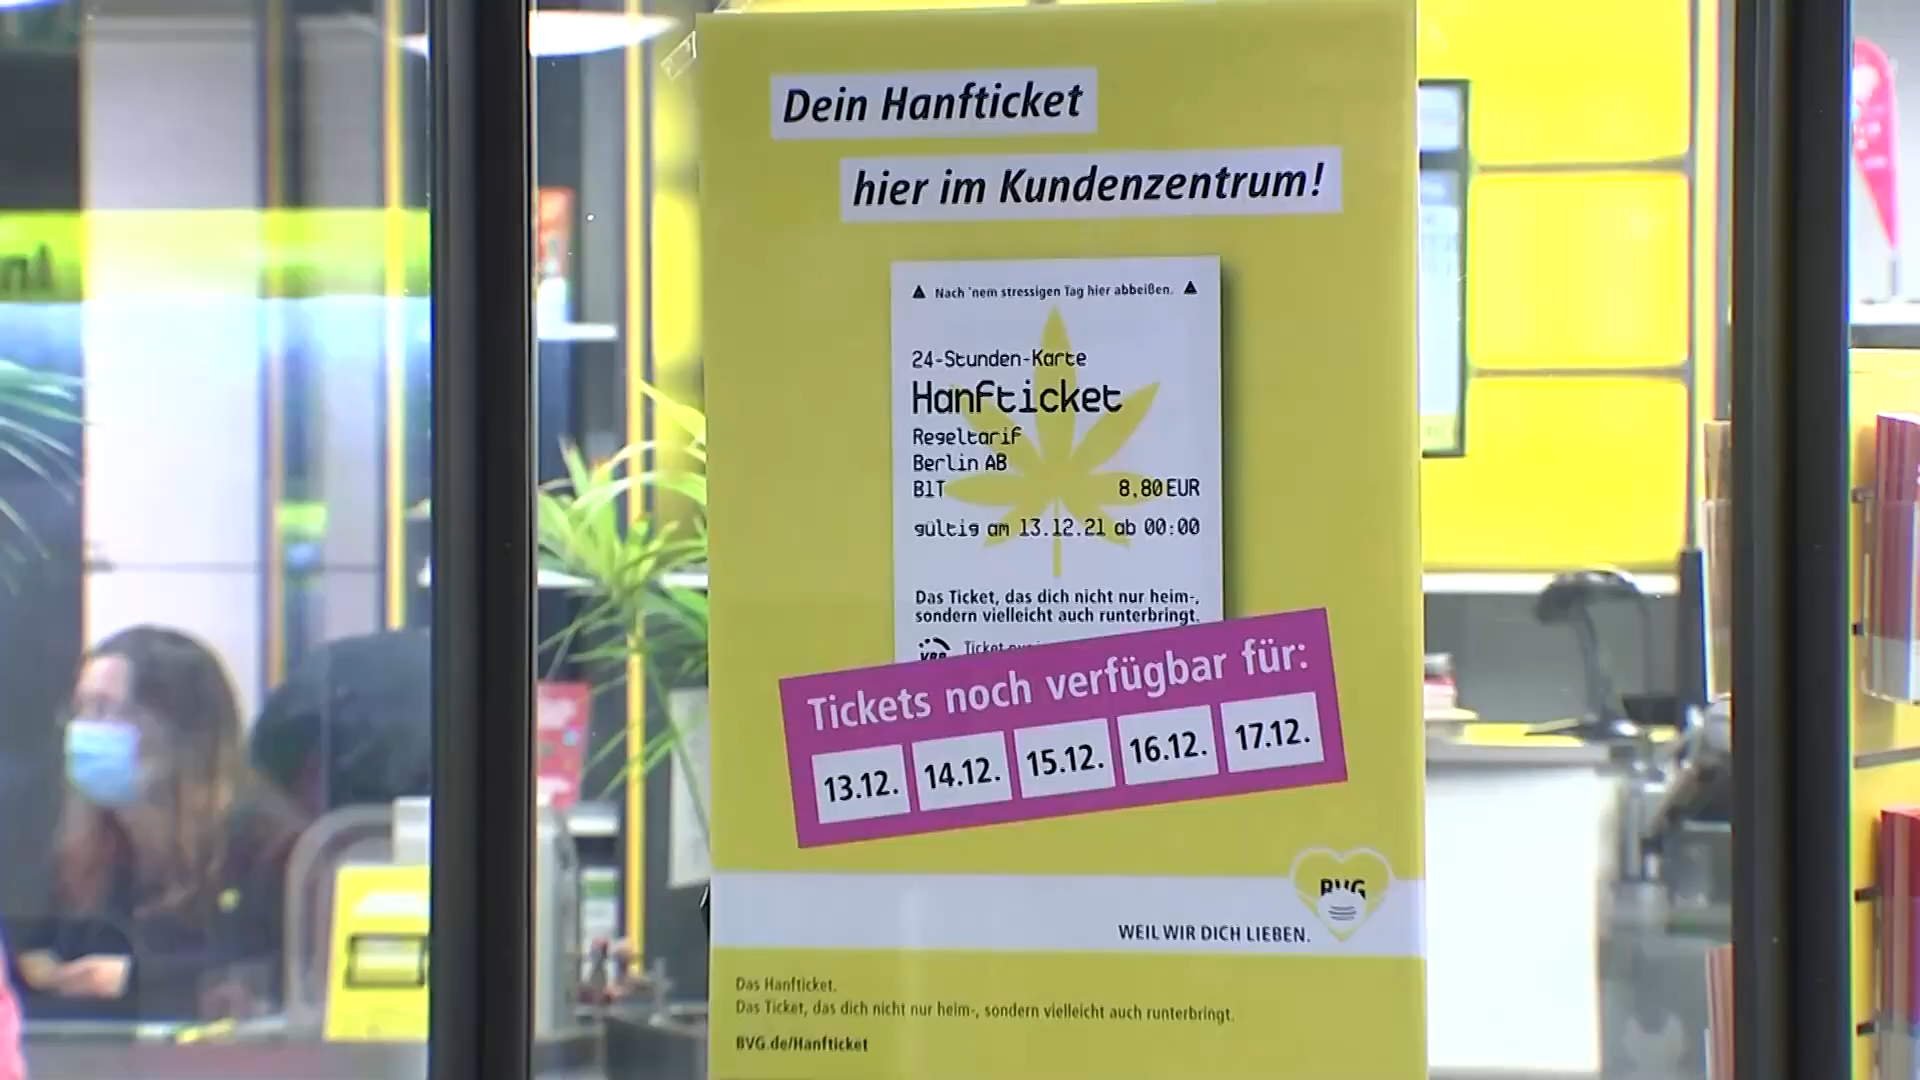 Dein Hanfticket
hier im Kundenzentrum!
Nach 'nem stressigen Tag hier abbeißen.
24-Stunden-Karte
Hanfticket
Regeltarif
Berlin AB
B1T 8,80 EUR
gültig am 13.12.21 ab 00:00
Das Ticket, das dich nicht nur heim-,
sondern vielleicht auch runterbringt.
VBB Ticket
Tickets noch verfügbar für:
13.12. 14.12. 15.12. 16.12. 17.12.
BVG
WEIL WIR DICH LIEBEN.
Das Hanfticket.
Das Ticket, das dich nicht nur heim-, sondern vielleicht auch runterbringt.
BVG.de/Hanfticket